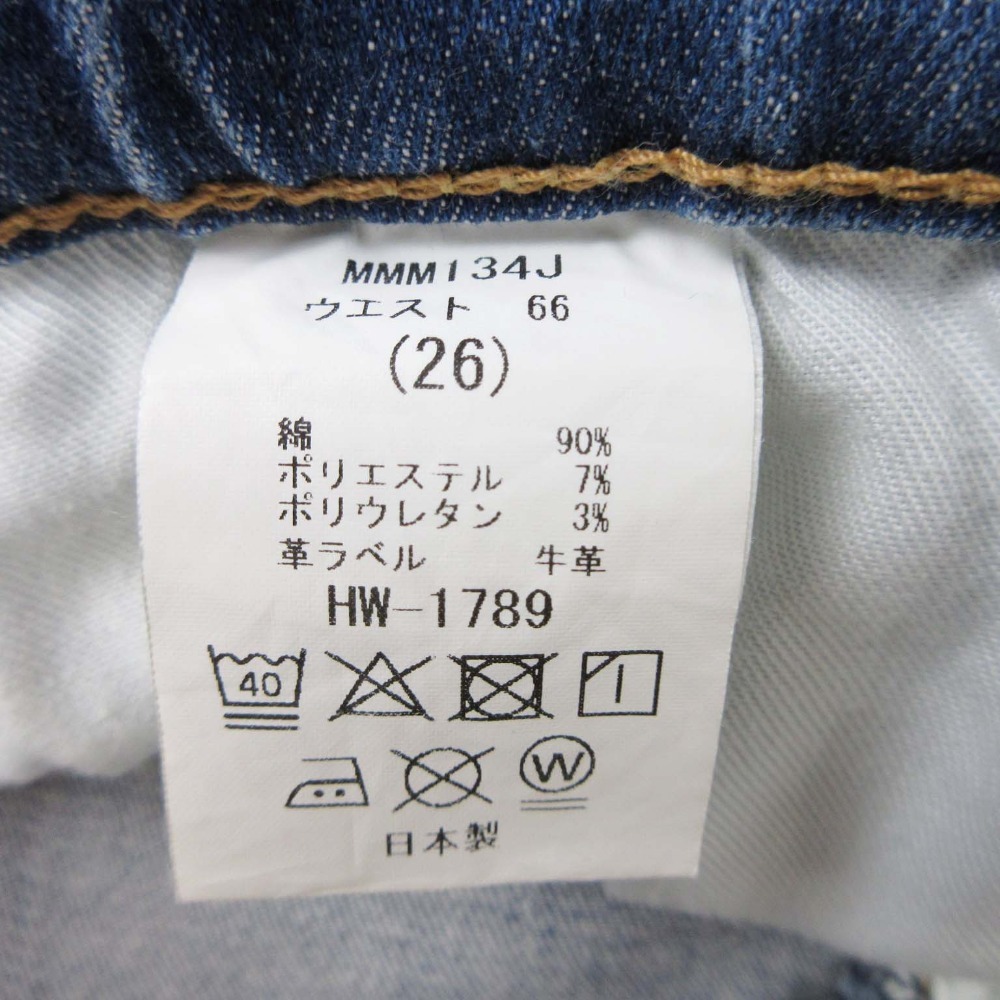 MMM134J
ウエスト 66
(26)
綿 90%
ポリエステル 7%
ポリウレタン 3%
革ラベル 牛革
HW-1789
40
W
日本製